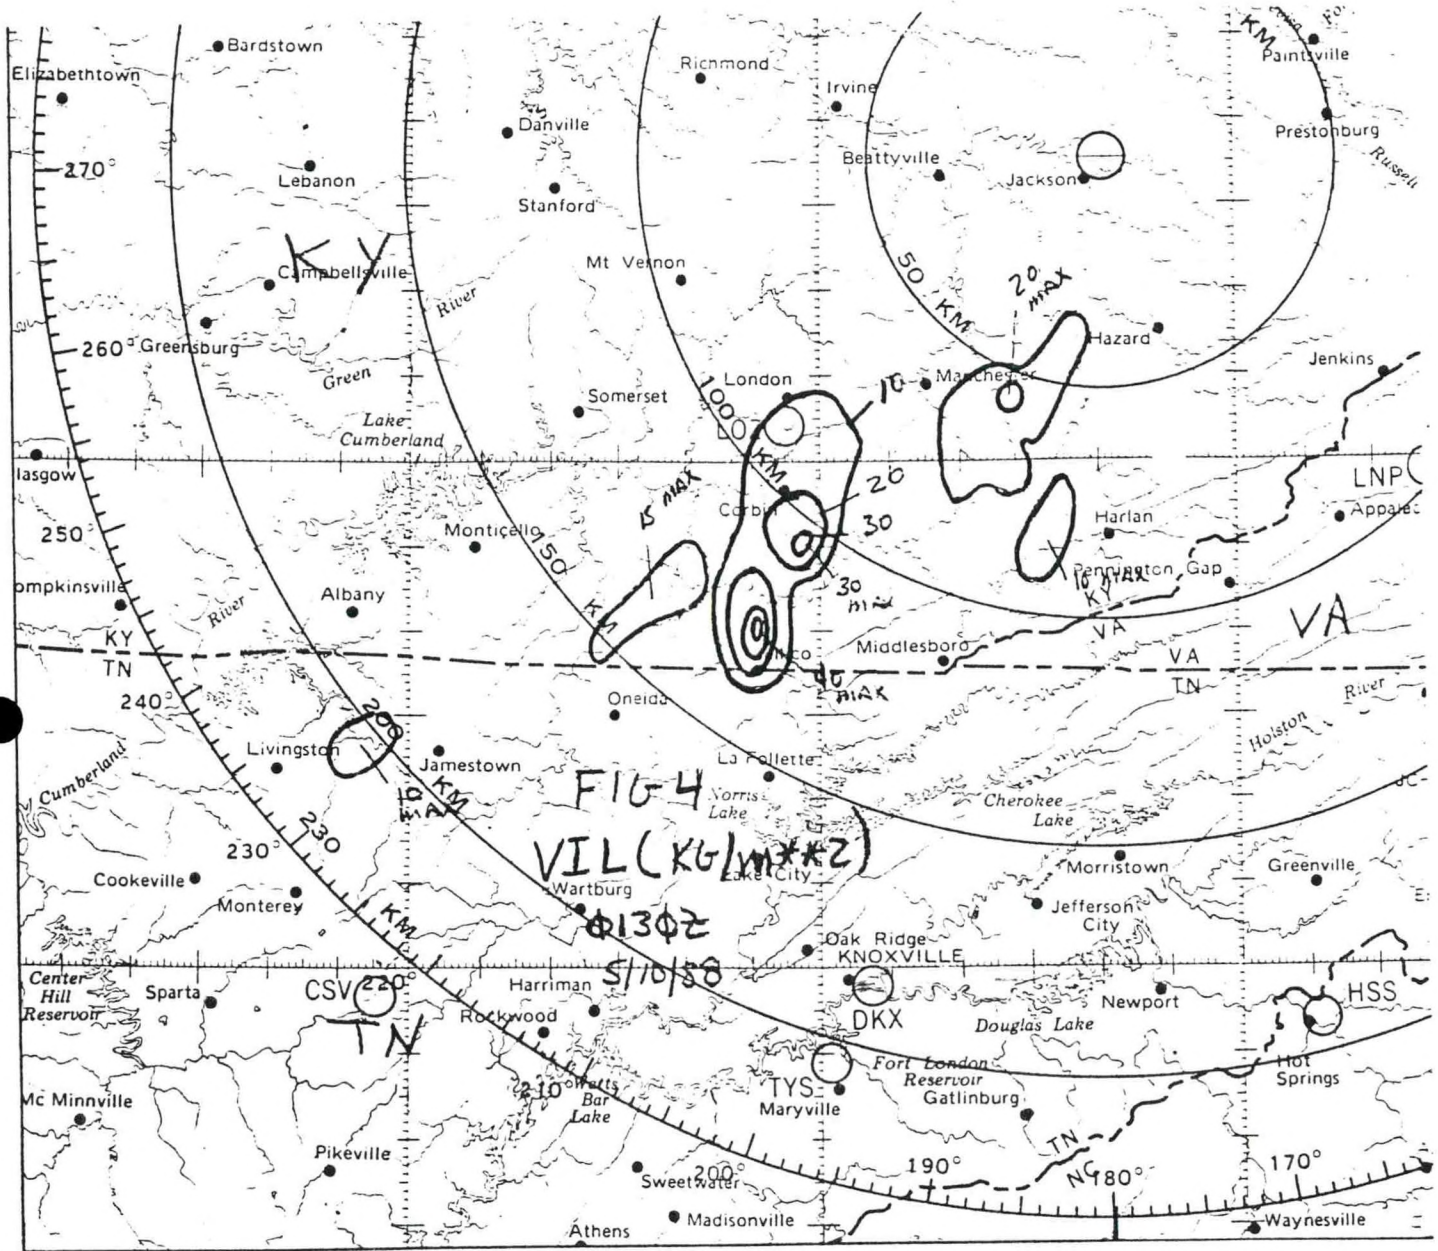 Bardstown
Elizabethtown
Richmond
Irvine
KM
Paintsville
Danville
Prestonburg
Russell
Beattyville
Jackson
270°
Lebanon
Stanford
KY
Campbellsville
Mt Vernon
River
50 KM
20
MAX
Hazard
Jenkins
260°
Greensburg
Green
London
10
Manchester
Somerset
100
KM
Lake
Cumberland
LOZ
lasgow
15 MAX
20
LNP
Corbin
30
Harlan
250
Monticello
150
KM
Pennington Gap
10 MAX
30
ompkinsville
Albany
River
KY
TN
KY
VA
VA
Middlesboro
VA
TN
40
MAX
240°
Oneida
River
Holston
200
KM
Livingston
Jamestown
La Follette
Cumberland
10
MAX
FIG 4
Norris
Lake
Cherokee
Lake
230
230°
VIL (KG/M**2)
Lake City
Morristown
Greenville
Cookeville
Wartburg
Monterey
Jefferson
City
KM
Φ13ΦZ
5/10/88
Oak Ridge
KNOXVILLE
Center
Hill
Reservoir
Sparta
CSV
220
Harriman
HSS
Newport
Rockwood
DKX
Douglas Lake
TN
Fort London
Reservoir
Hot
Springs
TYS
Maryville
Gatlinburg
210°
Watts
Bar
Lake
Mc Minnville
TN
NC
Pikeville
200°
190°
180°
170°
Sweetwater
Athens
Madisonville
Waynesville